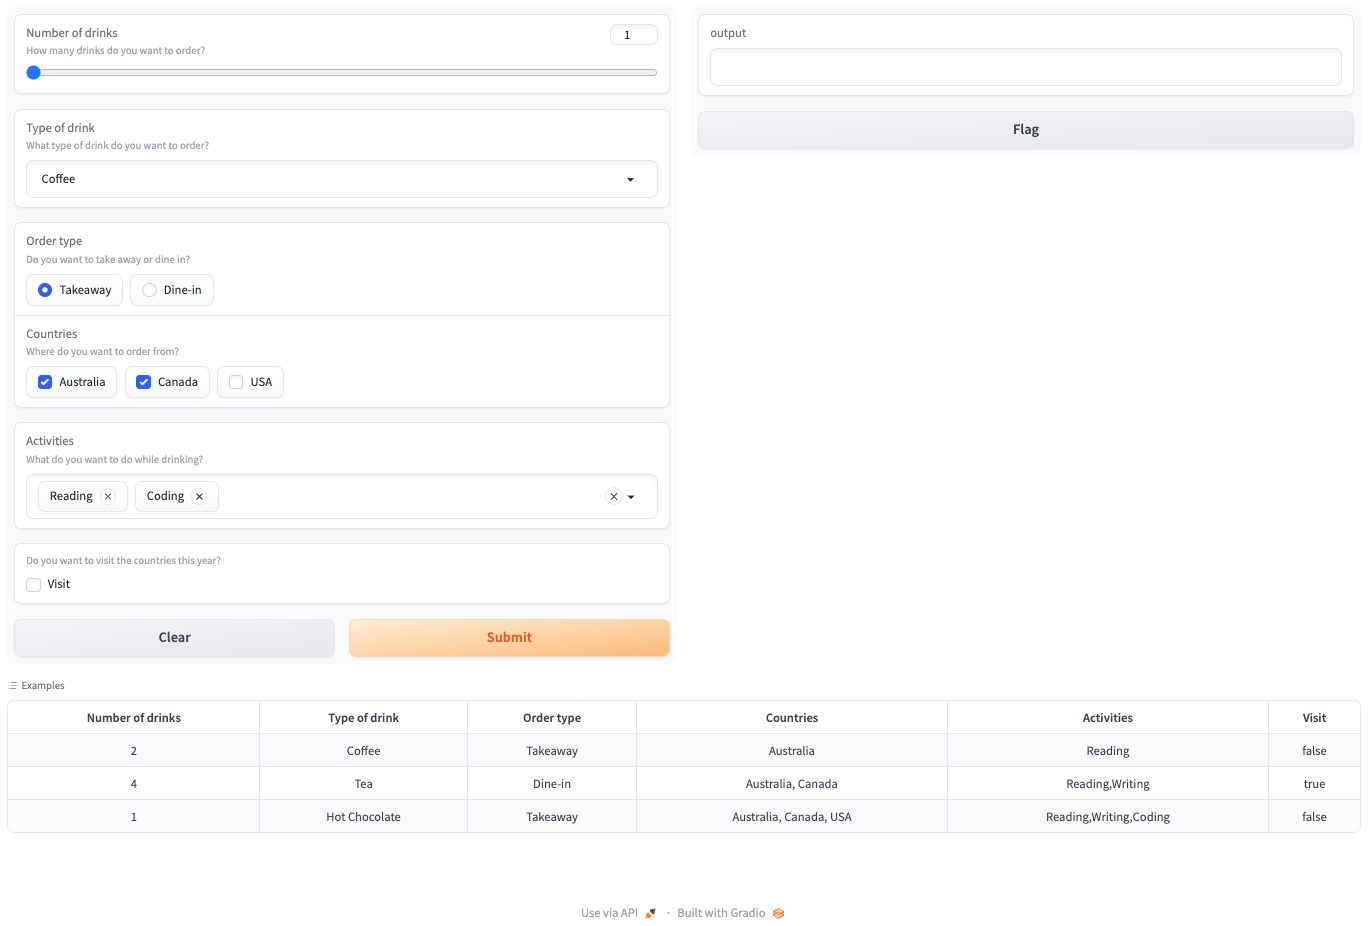 Number of drinks
1
How many drinks do you want to order?
Type of drink
What type of drink do you want to order?
Coffee
Order type
Do you want to take away or dine in?
Takeaway Dine-in
Countries
Where do you want to order from?
Australia Canada USA
Activities
What do you want to do while drinking?
Reading Coding
Do you want to visit the countries this year?
Visit
Clear Submit
output
Flag
Examples
Number of drinks Type of drink Order type Countries Activities Visit
2 Coffee Takeaway Australia Reading false
4 Tea Dine-in Australia, Canada Reading,Writing true
1 Hot Chocolate Takeaway Australia, Canada, USA Reading,Writing,Coding false
Use via API · Built with Gradio